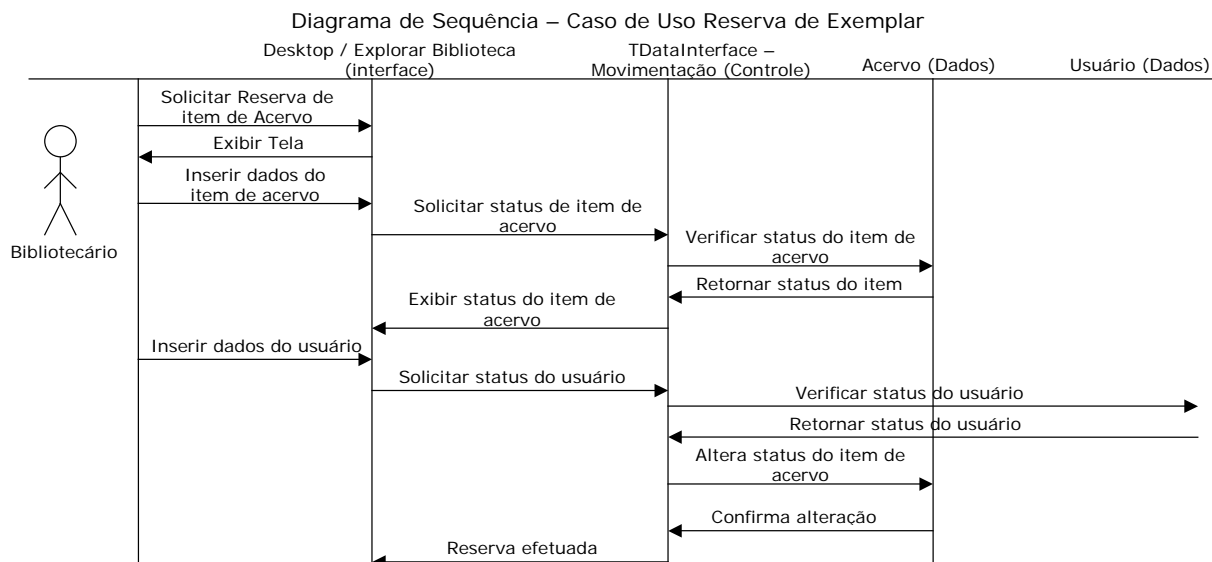 Diagrama de Sequência – Caso de Uso Reserva de Exemplar
Desktop / Explorar Biblioteca
(interface)
TDataInterface –
Movimentação (Controle)
Acervo (Dados)
Usuário (Dados)
Solicitar Reserva de
item de Acervo
Exibir Tela
Inserir dados do
item de acervo
Bibliotecário
Solicitar status de item de
acervo
Verificar status do item de
acervo
Retornar status do item
Exibir status do item de
acervo
Inserir dados do usuário
Solicitar status do usuário
Verificar status do usuário
Retornar status do usuário
Altera status do item de
acervo
Confirma alteração
Reserva efetuada